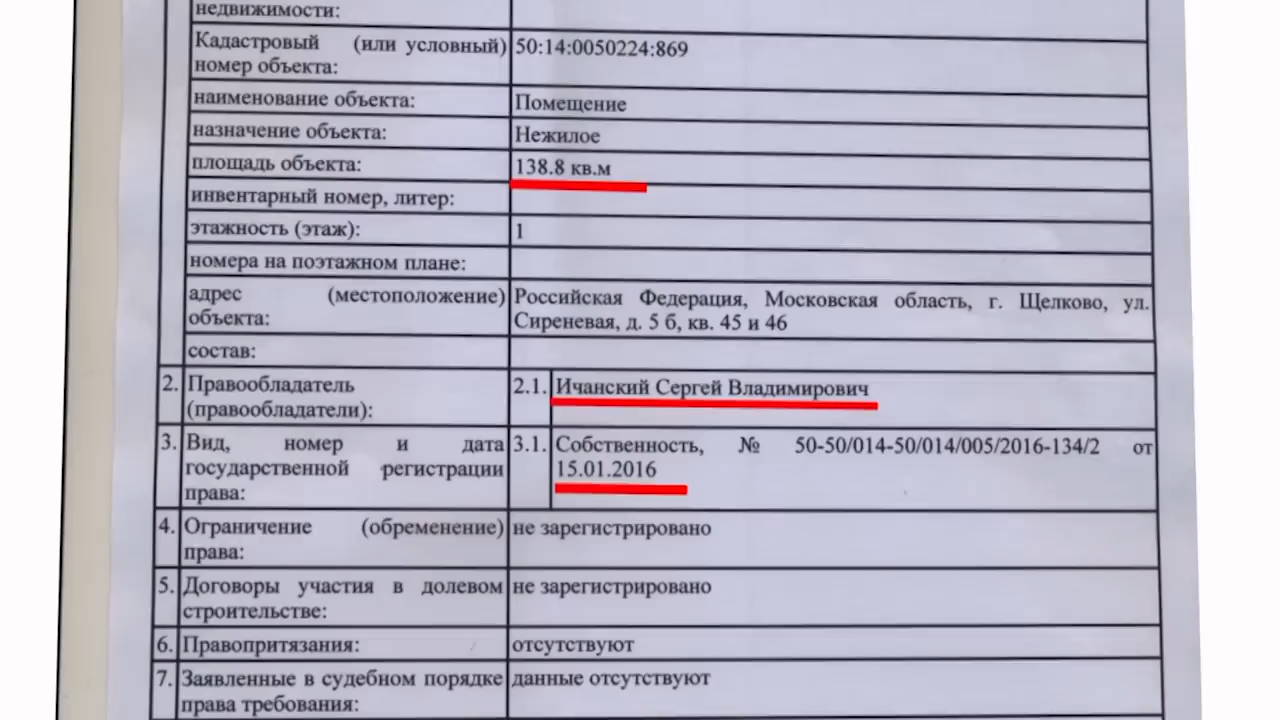 недвижимости:
Кадастровый (или условный) номер объекта: 50:14:0050224:869
наименование объекта: Помещение
назначение объекта: Нежилое
площадь объекта: 138.8 кв.м
инвентарный номер, литер:
этажность (этаж): 1
номера на поэтажном плане:
адрес (местоположение) Российская Федерация, Московская область, г. Щелково, ул.
объекта: Сиреневая, д. 5 б, кв. 45 и 46
состав:
2. Правообладатель 2.1. Ичанский Сергей Владимирович
(правообладатели):
3. Вид, номер и дата 3.1. Собственность, № 50-50/014-50/014/005/2016-134/2 от
государственной регистрации 15.01.2016
права:
4. Ограничение (обременение) не зарегистрировано
права:
5. Договоры участия в долевом не зарегистрировано
строительстве:
6. Правопритязания: отсутствуют
7. Заявленные в судебном порядке данные отсутствуют
права требования: